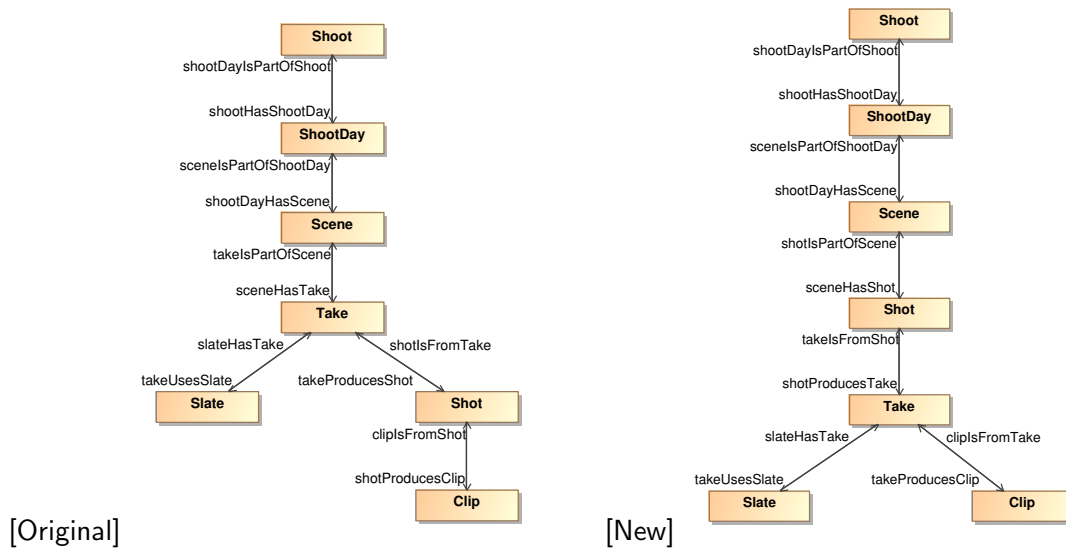 Shoot
shootDayIsPartOfShoot
shootHasShootDay
ShootDay
sceneIsPartOfShootDay
shootDayHasScene
Scene
takeIsPartOfScene
sceneHasTake
Take
slateHasTake
shotIsFromTake
takeUsesSlate
takeProducesShot
Slate
Shot
clipIsFromShot
shotProducesClip
Clip
[Original]
Shoot
shootDayIsPartOfShoot
shootHasShootDay
ShootDay
sceneIsPartOfShootDay
shootDayHasScene
Scene
shotIsPartOfScene
sceneHasShot
Shot
takeIsFromShot
shotProducesTake
Take
slateHasTake
clipIsFromTake
takeUsesSlate
takeProducesClip
Slate
Clip
[New]